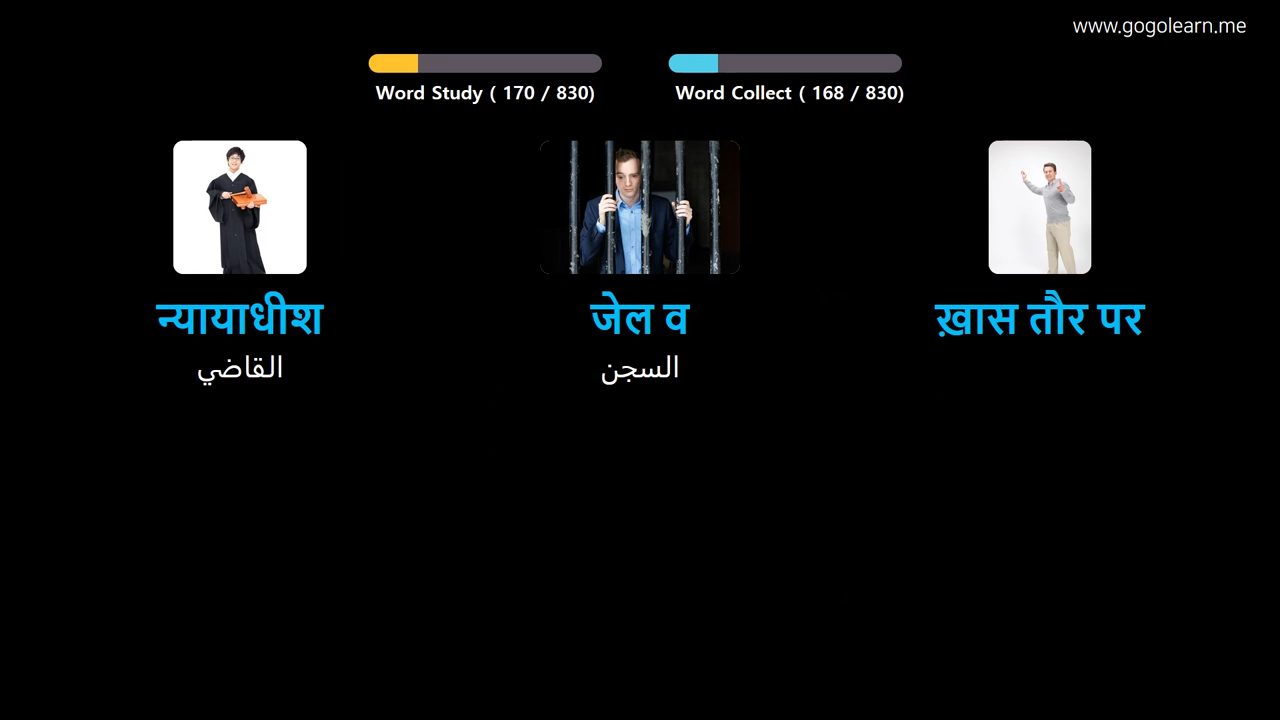 www.gogolearn.me
Word Study ( 170 / 830)
Word Collect ( 168 / 830)
न्यायाधीश
जेल व
ख़ास तौर पर
القاضي
السجن